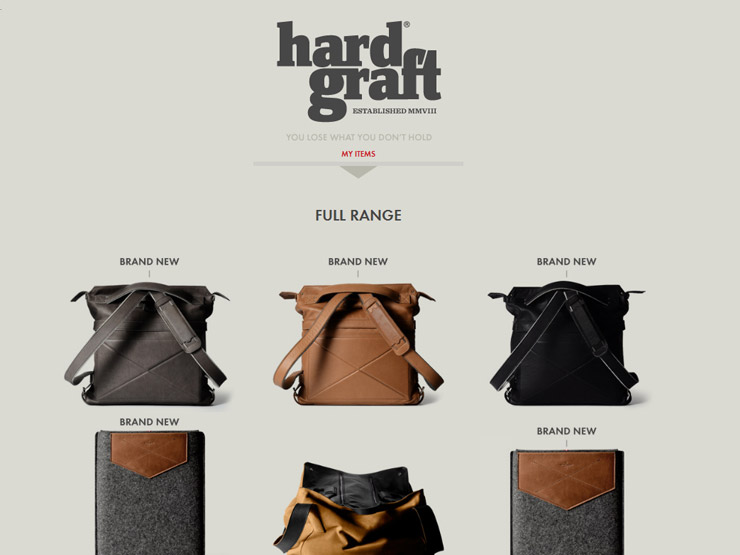 hard®
graft
ESTABLISHED MMVIII
YOU LOSE WHAT YOU DON'T HOLD
MY ITEMS
FULL RANGE
BRAND NEW
BRAND NEW
BRAND NEW
BRAND NEW
BRAND NEW